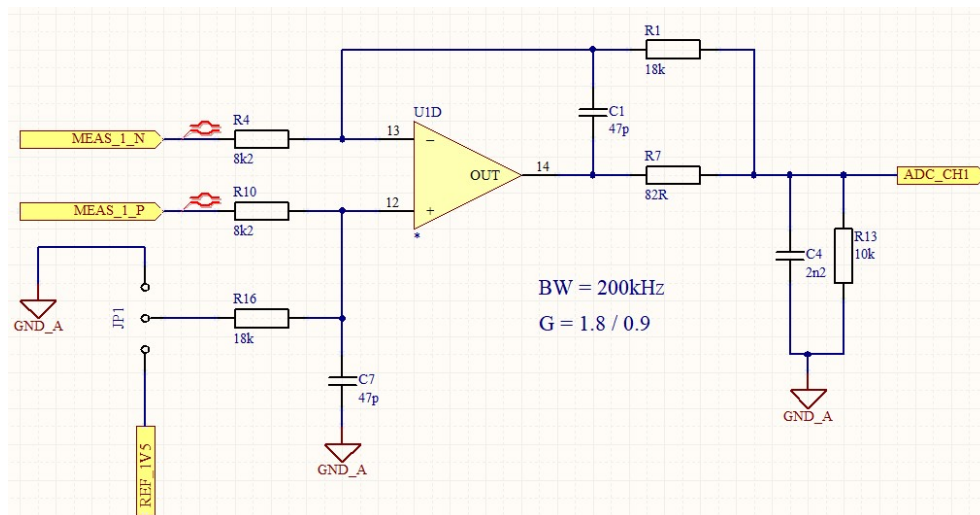 R1
18k
U1D
C1
47p
R4
MEAS_1_N
8k2
13
−
R7
OUT
14
82R
ADC_CH1
R10
MEAS_1_P
8k2
12
+
*
R13
10k
C4
2n2
BW = 200kHz
G = 1.8 / 0.9
GND_A
JP1
R16
18k
C7
47p
GND_A
GND_A
REF_1V5